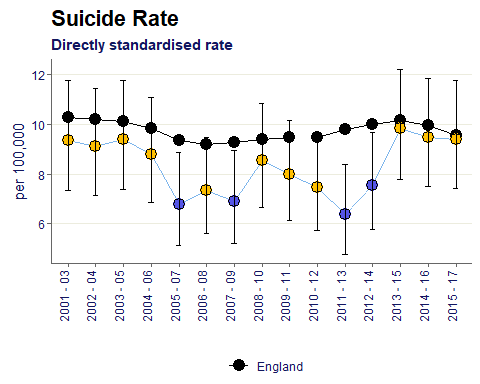 Suicide Rate
Directly standardised rate
per 100,000
12
10
8
6
2001 - 03
2002 - 04
2003 - 05
2004 - 06
2005 - 07
2006 - 08
2007 - 09
2008 - 10
2009 - 11
2010 - 12
2011 - 13
2012 - 14
2013 - 15
2014 - 16
2015 - 17
England